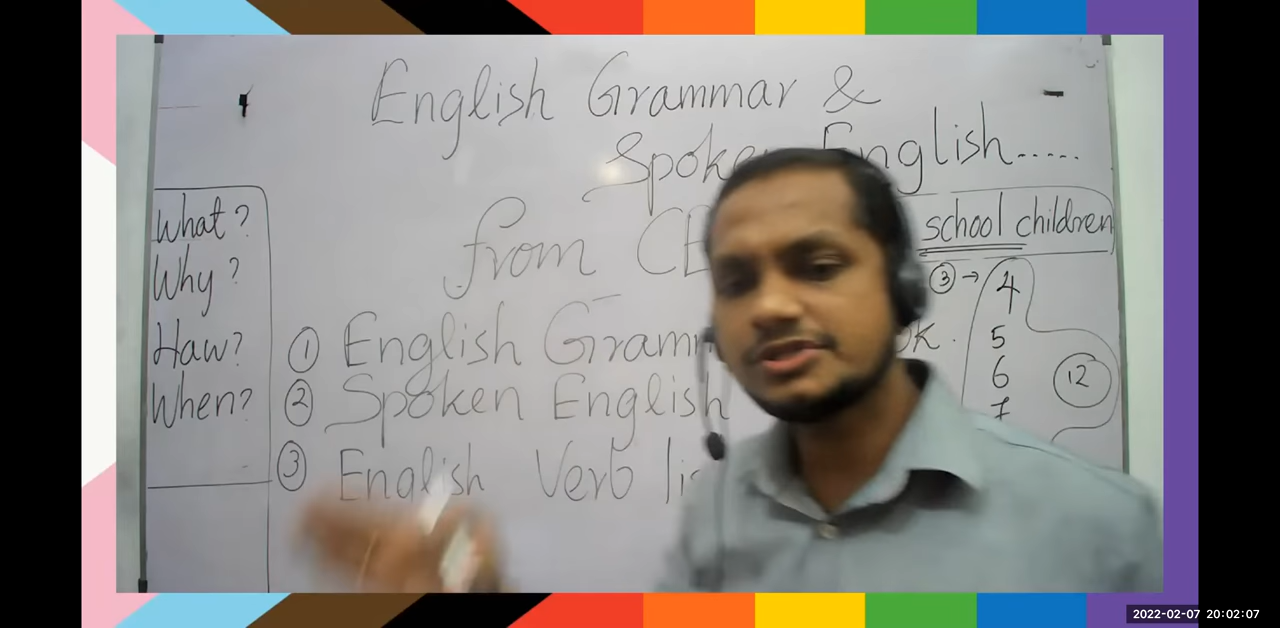 English Grammar &
Spoken English.....
from
school children
What?
Why?
Haw?
When?
① English
② Spoken English
③ English Verb
③ → 4
5
6
7
12
2022-02-07 20:02:07